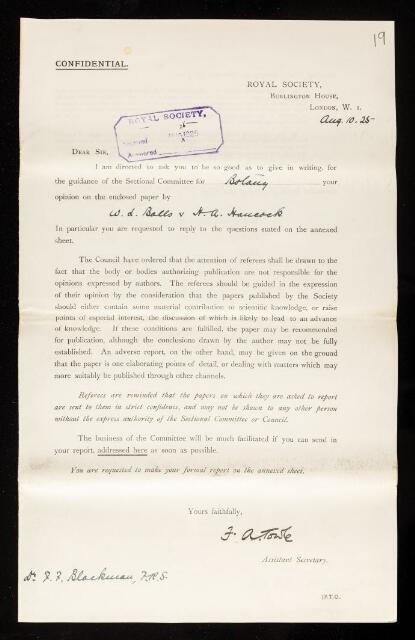 19
CONFIDENTIAL.
ROYAL SOCIETY,
BURLINGTON HOUSE,
LONDON, W. 1.
Aug. 10. 25
ROYAL SOCIETY,
1925
Answered
DEAR SIR,
I am directed to ask you to be so good as to give in writing, for
the guidance of the Sectional Committee for Botany your
opinion on the enclosed paper by
W. L. Balls & H. A. Hancock
In particular you are requested to reply to the questions stated on the annexed
sheet.
The Council have ordered that the attention of referees shall be drawn to the
fact that the body or bodies authorizing publication are not responsible for the
opinions expressed by authors. The referees should be guided in the expression
of their opinion by the consideration that the papers published by the Society
should either contain some material contribution to scientific knowledge, or raise
points of especial interest, the discussion of which is likely to lead to an advance
of knowledge. If these conditions are fulfilled, the paper may be recommended
for publication, although the conclusions drawn by the author may not be fully
established. An adverse report, on the other hand, may be given on the ground
that the paper is one elaborating points of detail, or dealing with matters which may
more suitably be published through other channels.
Referees are reminded that the papers on which they are asked to report
are sent to them in strict confidence, and may not be shown to any other person
without the express authority of the Sectional Committee or Council.
The business of the Committee will be much facilitated if you can send in
your report, addressed here as soon as possible.
You are requested to make your formal report on the annexed sheet.
Yours faithfully,
F. A. Towle
Assistant Secretary.
Dr. F. F. Blackman, F.R.S.
[P.T.O.